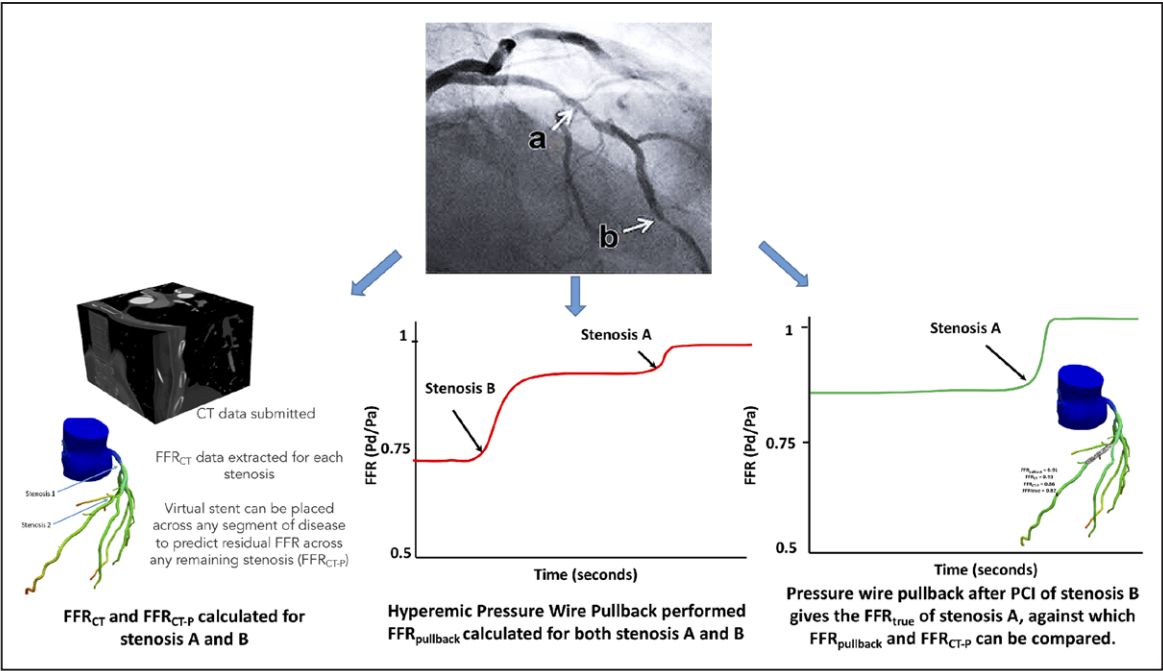 a
b
CT data submitted
FFRCT data extracted for each
stenosis
Stenosis 1
Stenosis 2
Virtual stent can be placed
across any segment of disease
to predict residual FFR across
any remaining stenosis (FFRCT-P)
FFRCT and FFRCT-P calculated for
stenosis A and B
1
0.75
0.5
FFR (Pd/Pa)
Stenosis B
Stenosis A
Time (seconds)
Hyperemic Pressure Wire Pullback performed
FFRpullback calculated for both stenosis A and B
1
0.75
0.5
FFR (Pd/Pa)
Stenosis A
Time (seconds)
Pressure wire pullback after PCI of stenosis B
gives the FFRtrue of stenosis A, against which
FFRpullback and FFRCT-P can be compared.